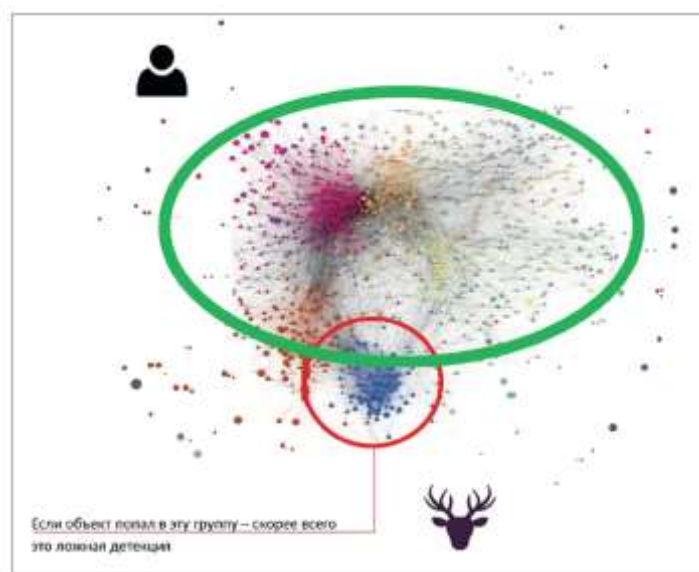 Если объект попал в эту группу – скорее всего
это ложная детекция